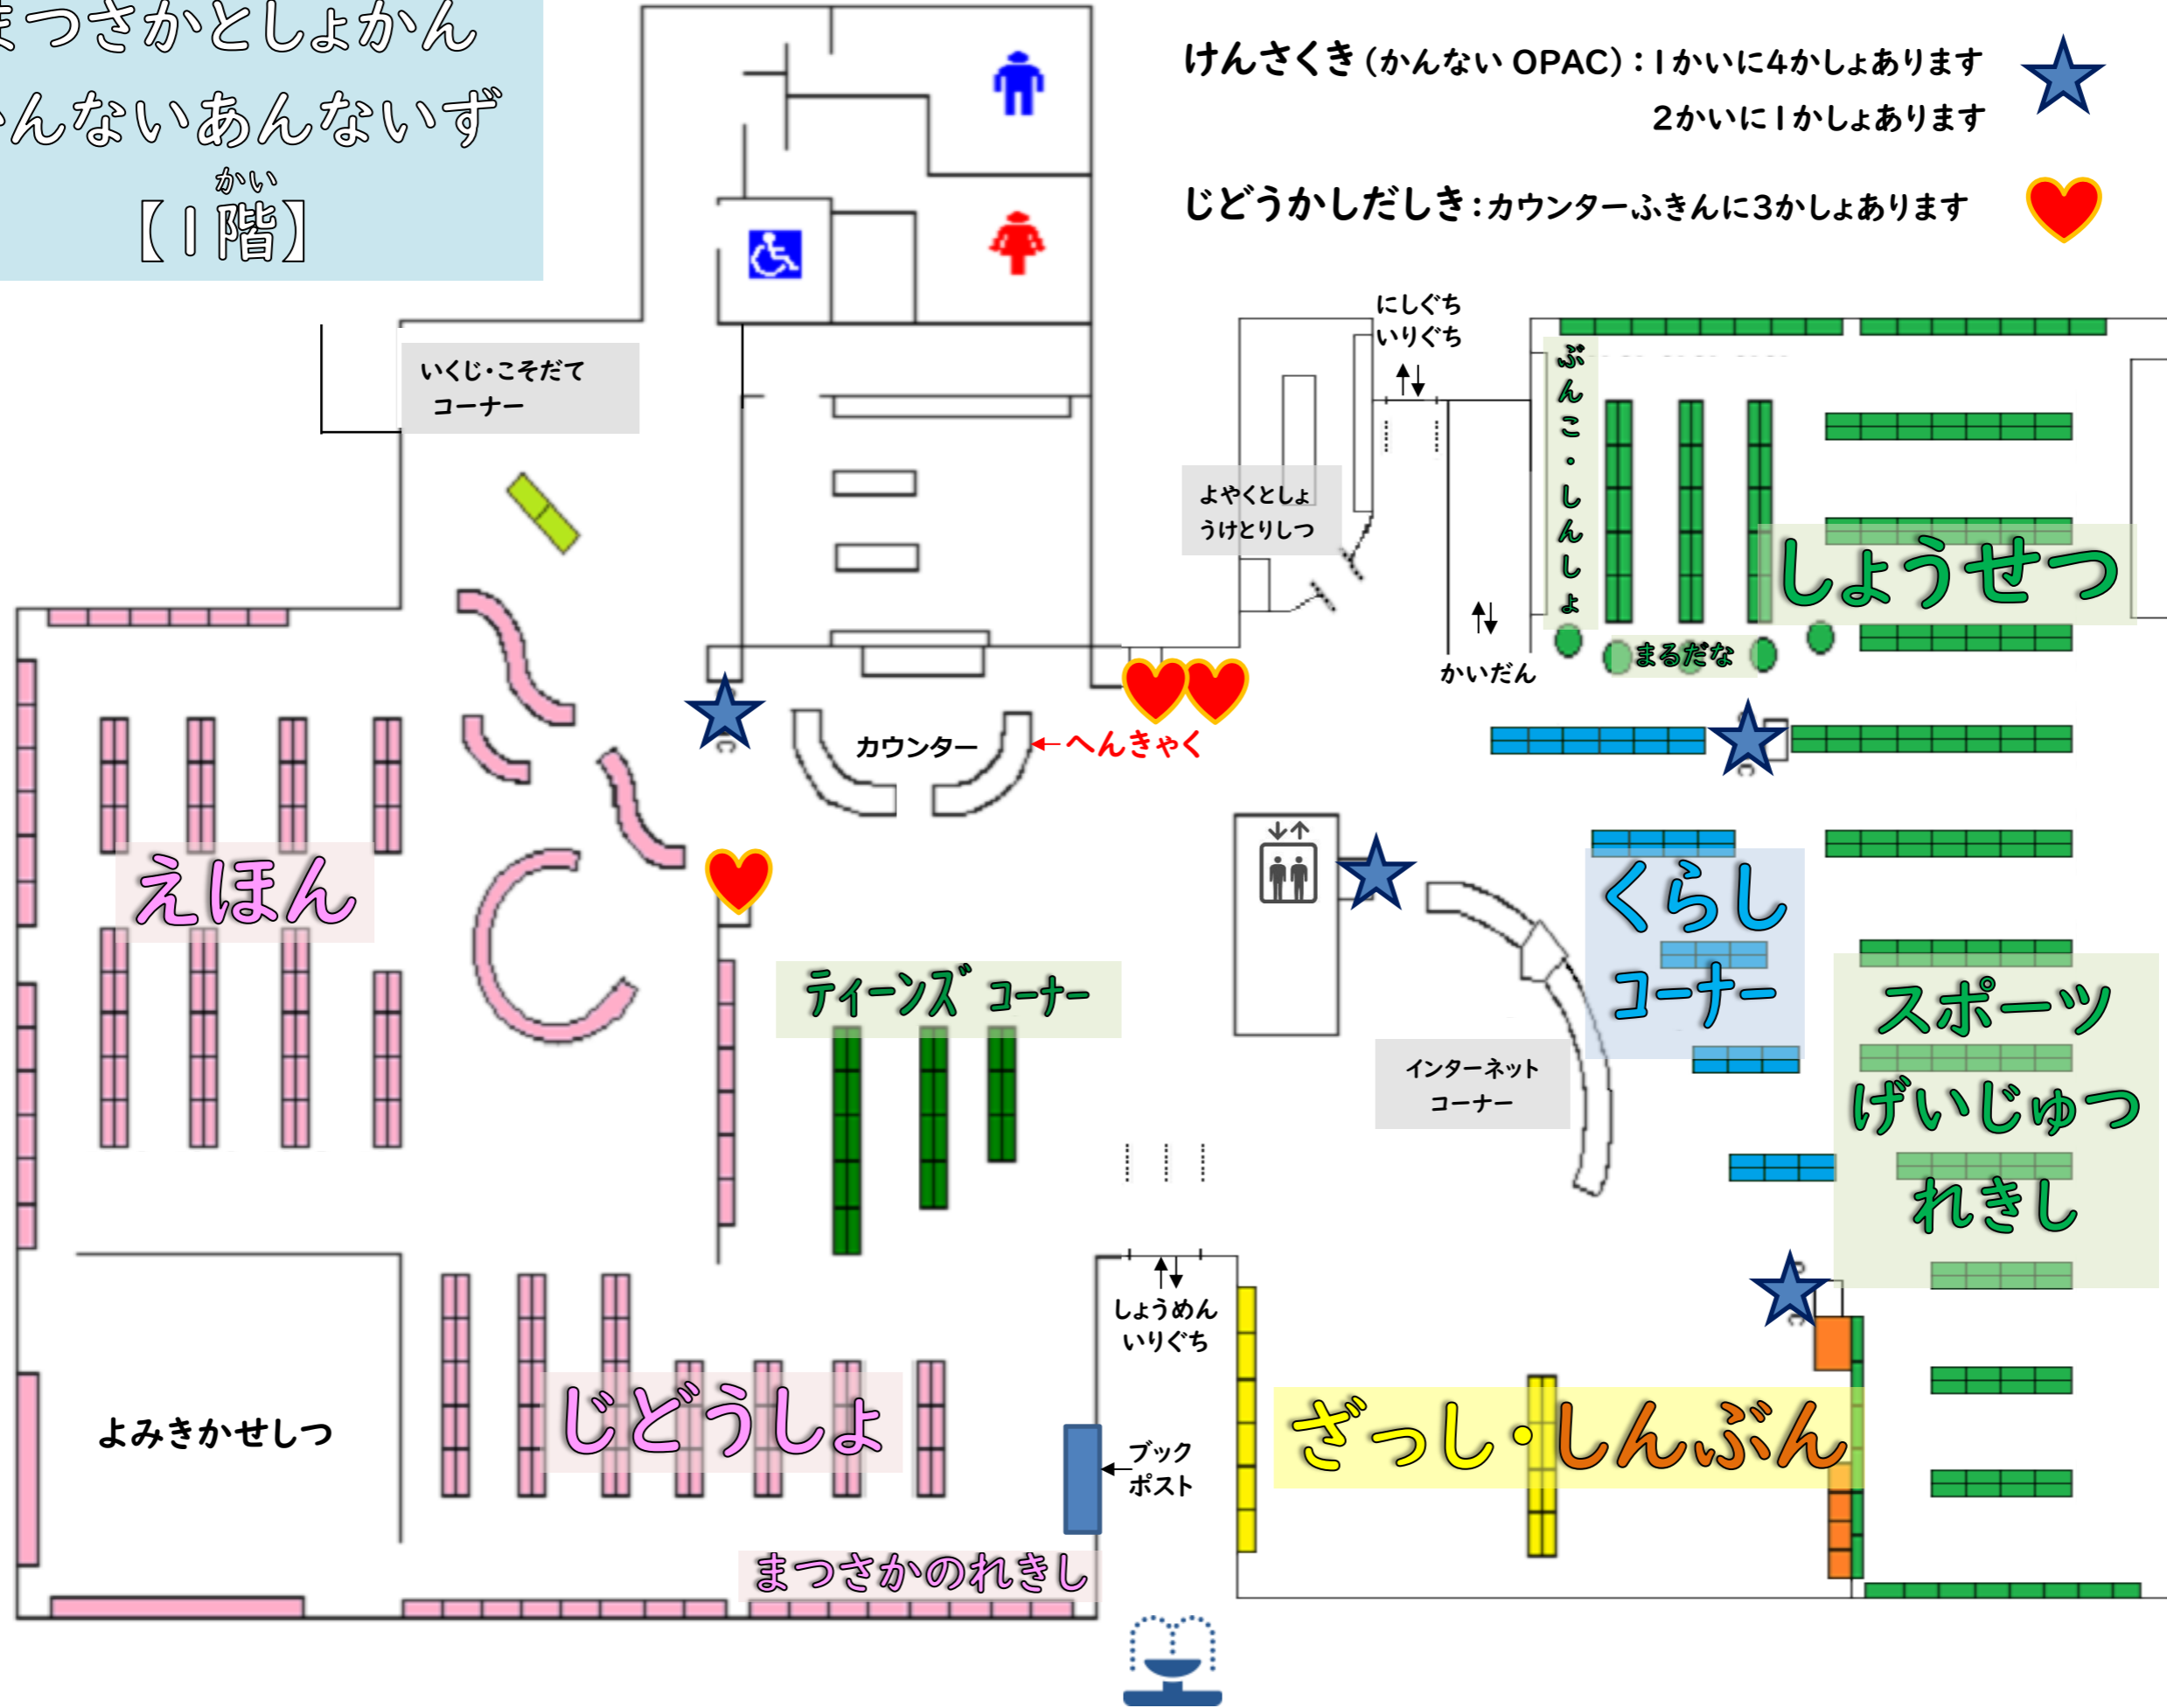 まつさかとしょかん
かんないあんないず
かい
【1階】
けんさくき（かんない OPAC）：1かいに4かしょあります
2かいに1かしょあります
じどうかしだしき：カウンターふきんに3かしょあります
いくじ・こそだて
コーナー
にしぐち
いりぐち
よやくとしょ
うけとりしつ
ぶんこ・しんしょ
しょうせつ
まるだな
かいだん
カウンター
へんきゃく
えほん
くらし
コーナー
ティーンズ コーナー
スポーツ
げいじゅつ
れきし
インターネット
コーナー
しょうめん
いりぐち
よみきかせしつ
じどうしょ
ブック
ポスト
ざっし・しんぶん
まつさかのれきし